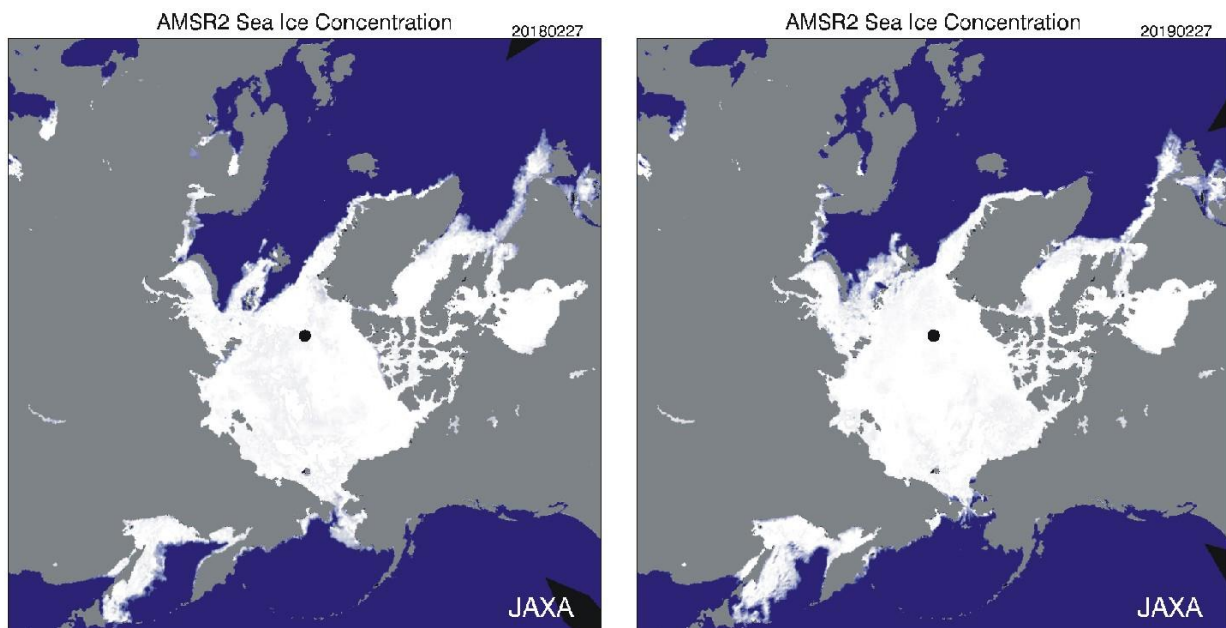 AMSR2 Sea Ice Concentration
20180227
JAXA
AMSR2 Sea Ice Concentration
20190227
JAXA